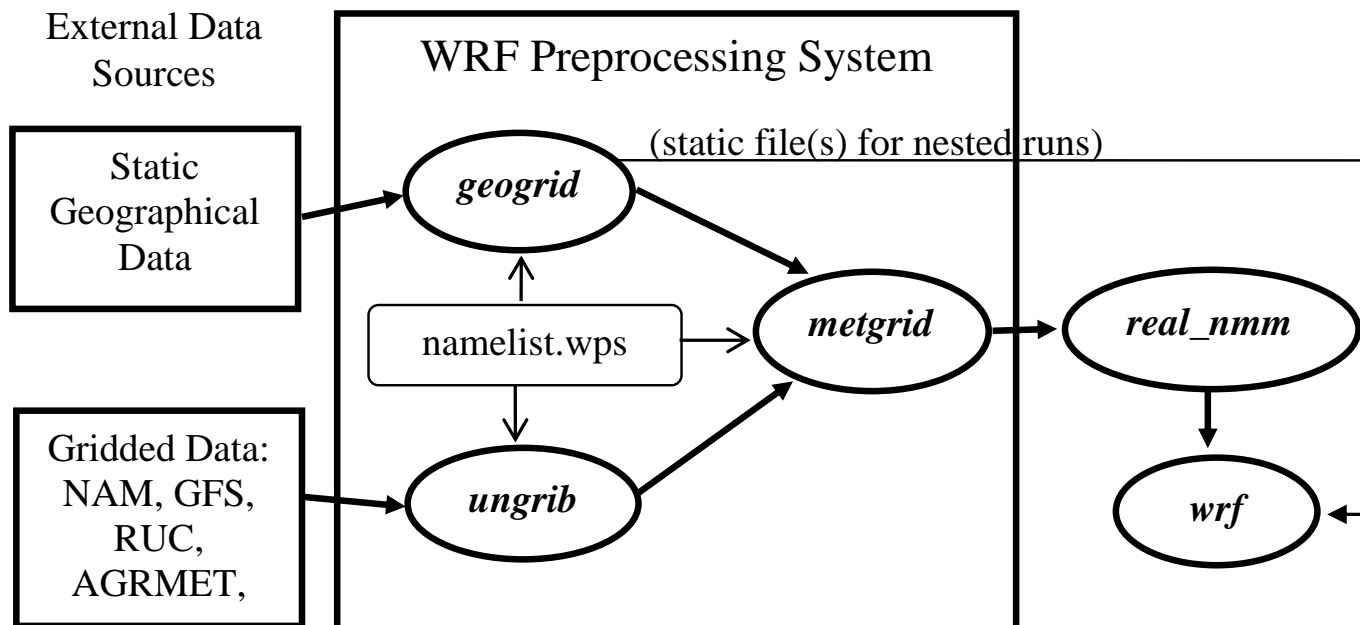 External Data
Sources
WRF Preprocessing System
(static file(s) for nested runs)
Static
Geographical
Data
geogrid
namelist.wps
metgrid
real_nmm
Gridded Data:
NAM, GFS,
RUC,
AGRMET,
ungrib
wrf